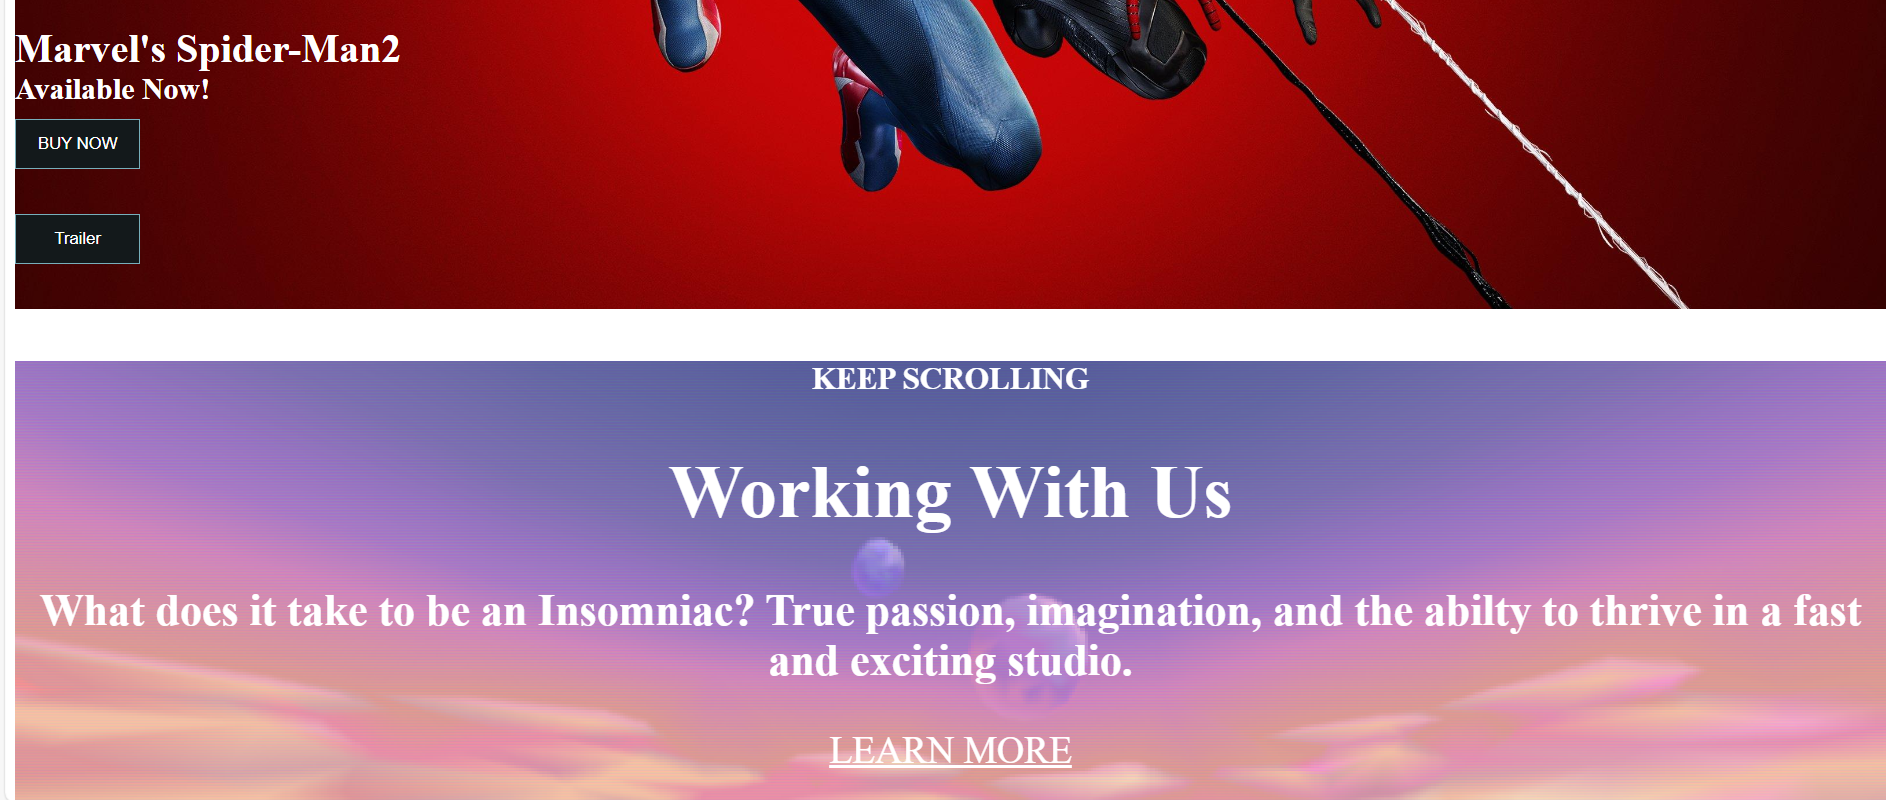 Marvel's Spider-Man2
Available Now!
BUY NOW
Trailer
KEEP SCROLLING
Working With Us
What does it take to be an Insomniac? True passion, imagination, and the abilty to thrive in a fast
and exciting studio.
LEARN MORE